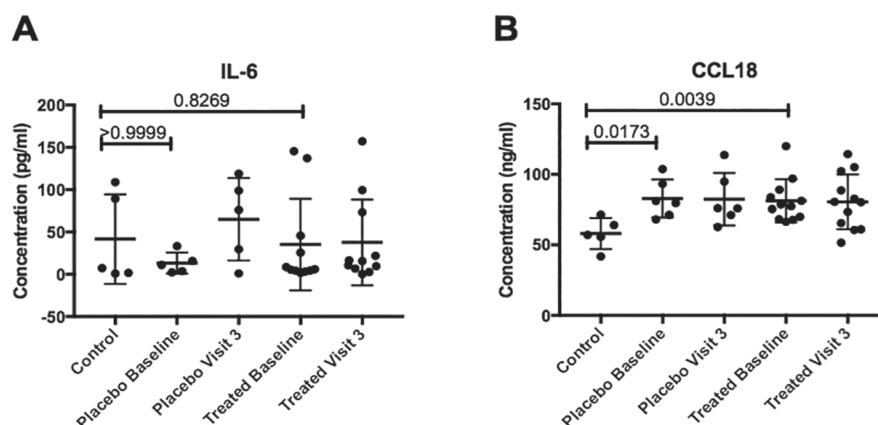 A
IL-6
0.8269
>0.9999
200
150
100
50
0
-50
Concentration (pg/ml)
Control
Placebo Baseline
Placebo Visit 3
Treated Baseline
Treated Visit 3
B
CCL18
0.0039
0.0173
150
100
50
0
Concentration (ng/ml)
Control
Placebo Baseline
Placebo Visit 3
Treated Baseline
Treated Visit 3